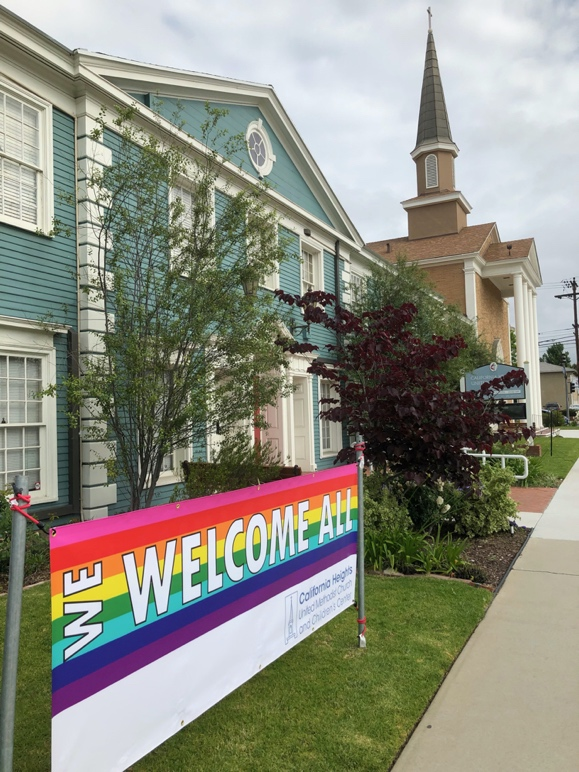 WE WELCOME ALL
California Heights
United Methodist Church
and Children's Center